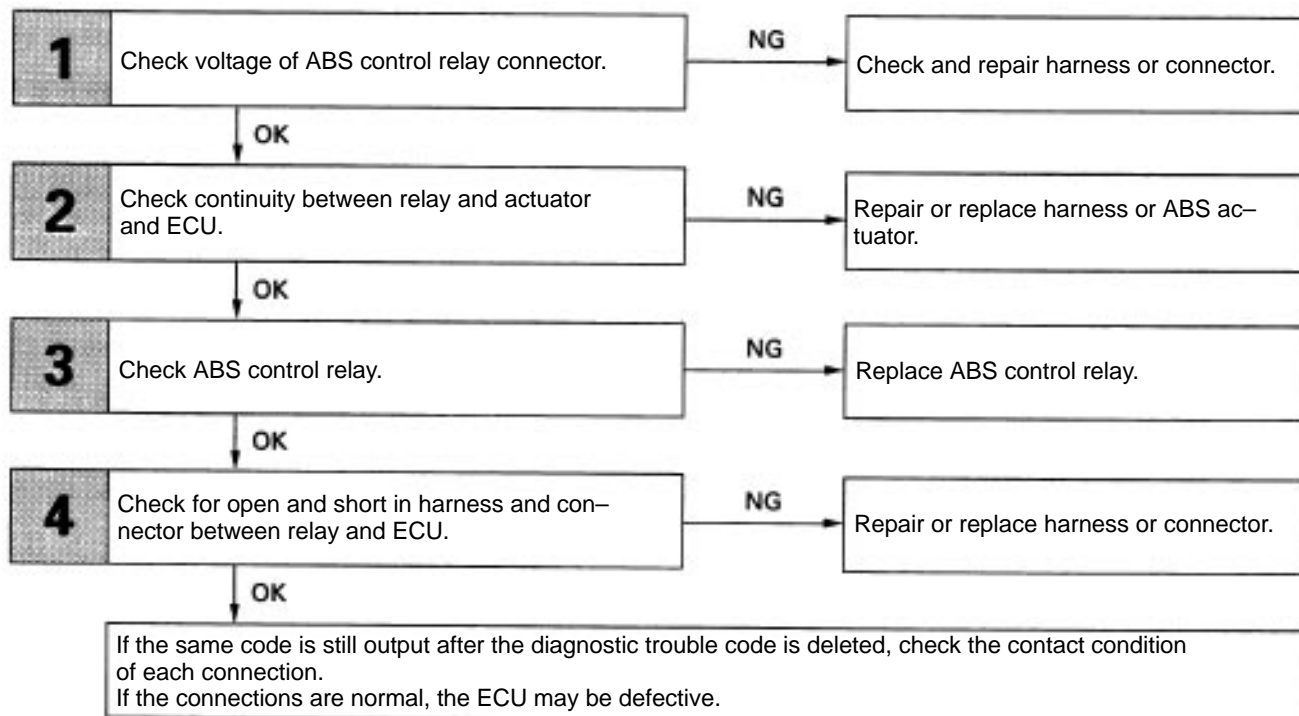 1
Check voltage of ABS control relay connector.
NG
Check and repair harness or connector.
OK
2
Check continuity between relay and actuator
and ECU.
NG
Repair or replace harness or ABS ac–
tuator.
OK
3
Check ABS control relay.
NG
Replace ABS control relay.
OK
4
Check for open and short in harness and con–
nector between relay and ECU.
NG
Repair or replace harness or connector.
OK
If the same code is still output after the diagnostic trouble code is deleted, check the contact condition
of each connection.
If the connections are normal, the ECU may be defective.